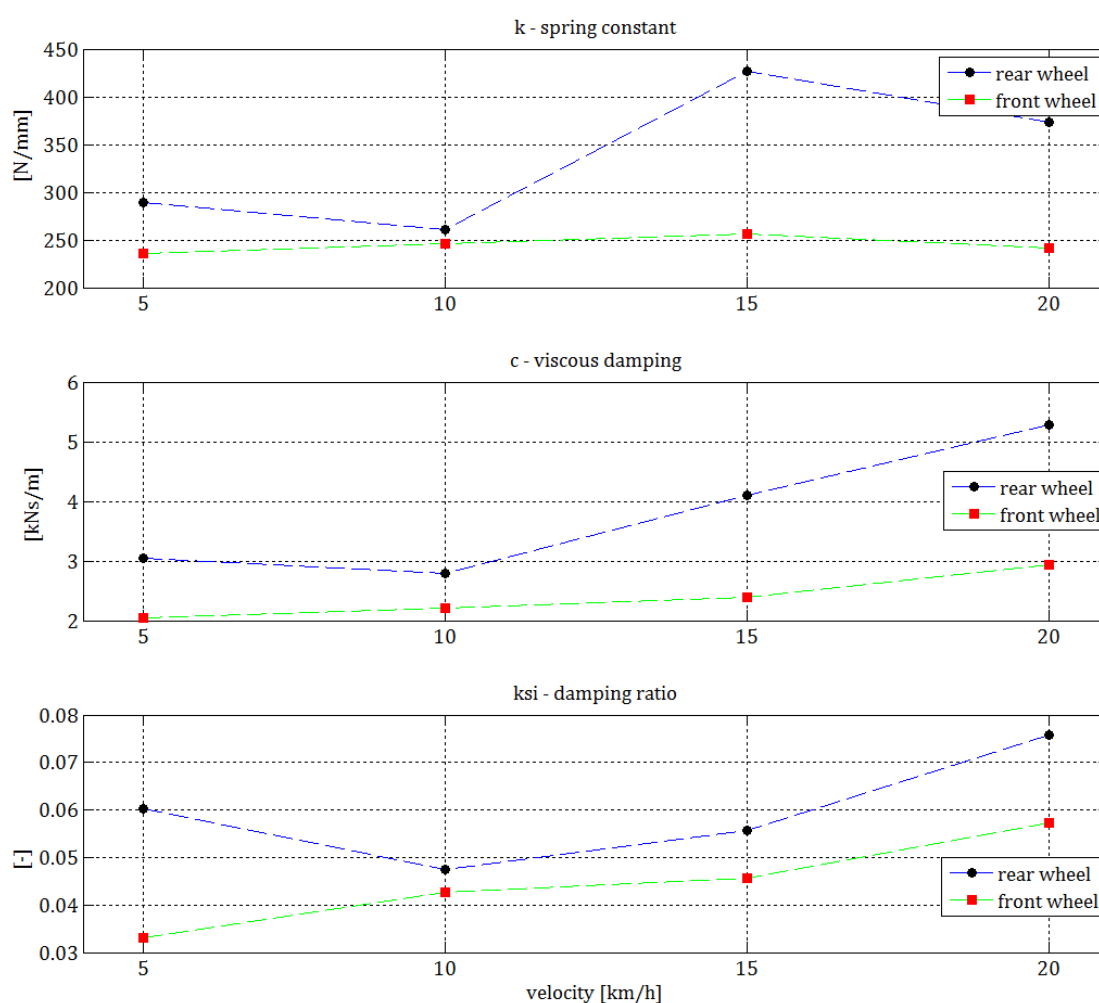 k - spring constant
450
400
350
300
250
200
[N/mm]
rear wheel
front wheel
5 10 15 20
c - viscous damping
6
5
4
3
2
[kNs/m]
rear wheel
front wheel
5 10 15 20
ksi - damping ratio
0.08
0.07
0.06
0.05
0.04
0.03
[-]
rear wheel
front wheel
5 10 15 20
velocity [km/h]